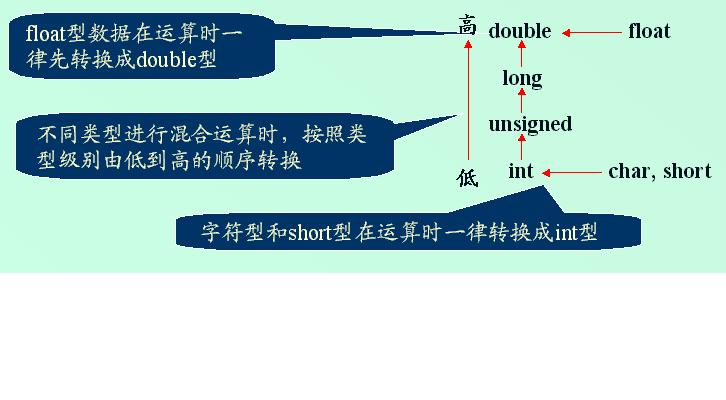 float型数据在运算时一
律先转换成double型
高
double
float
long
不同类型进行混合运算时，按照类
型级别由低到高的顺序转换
unsigned
低
int
char, short
字符型和short型在运算时一律转换成int型